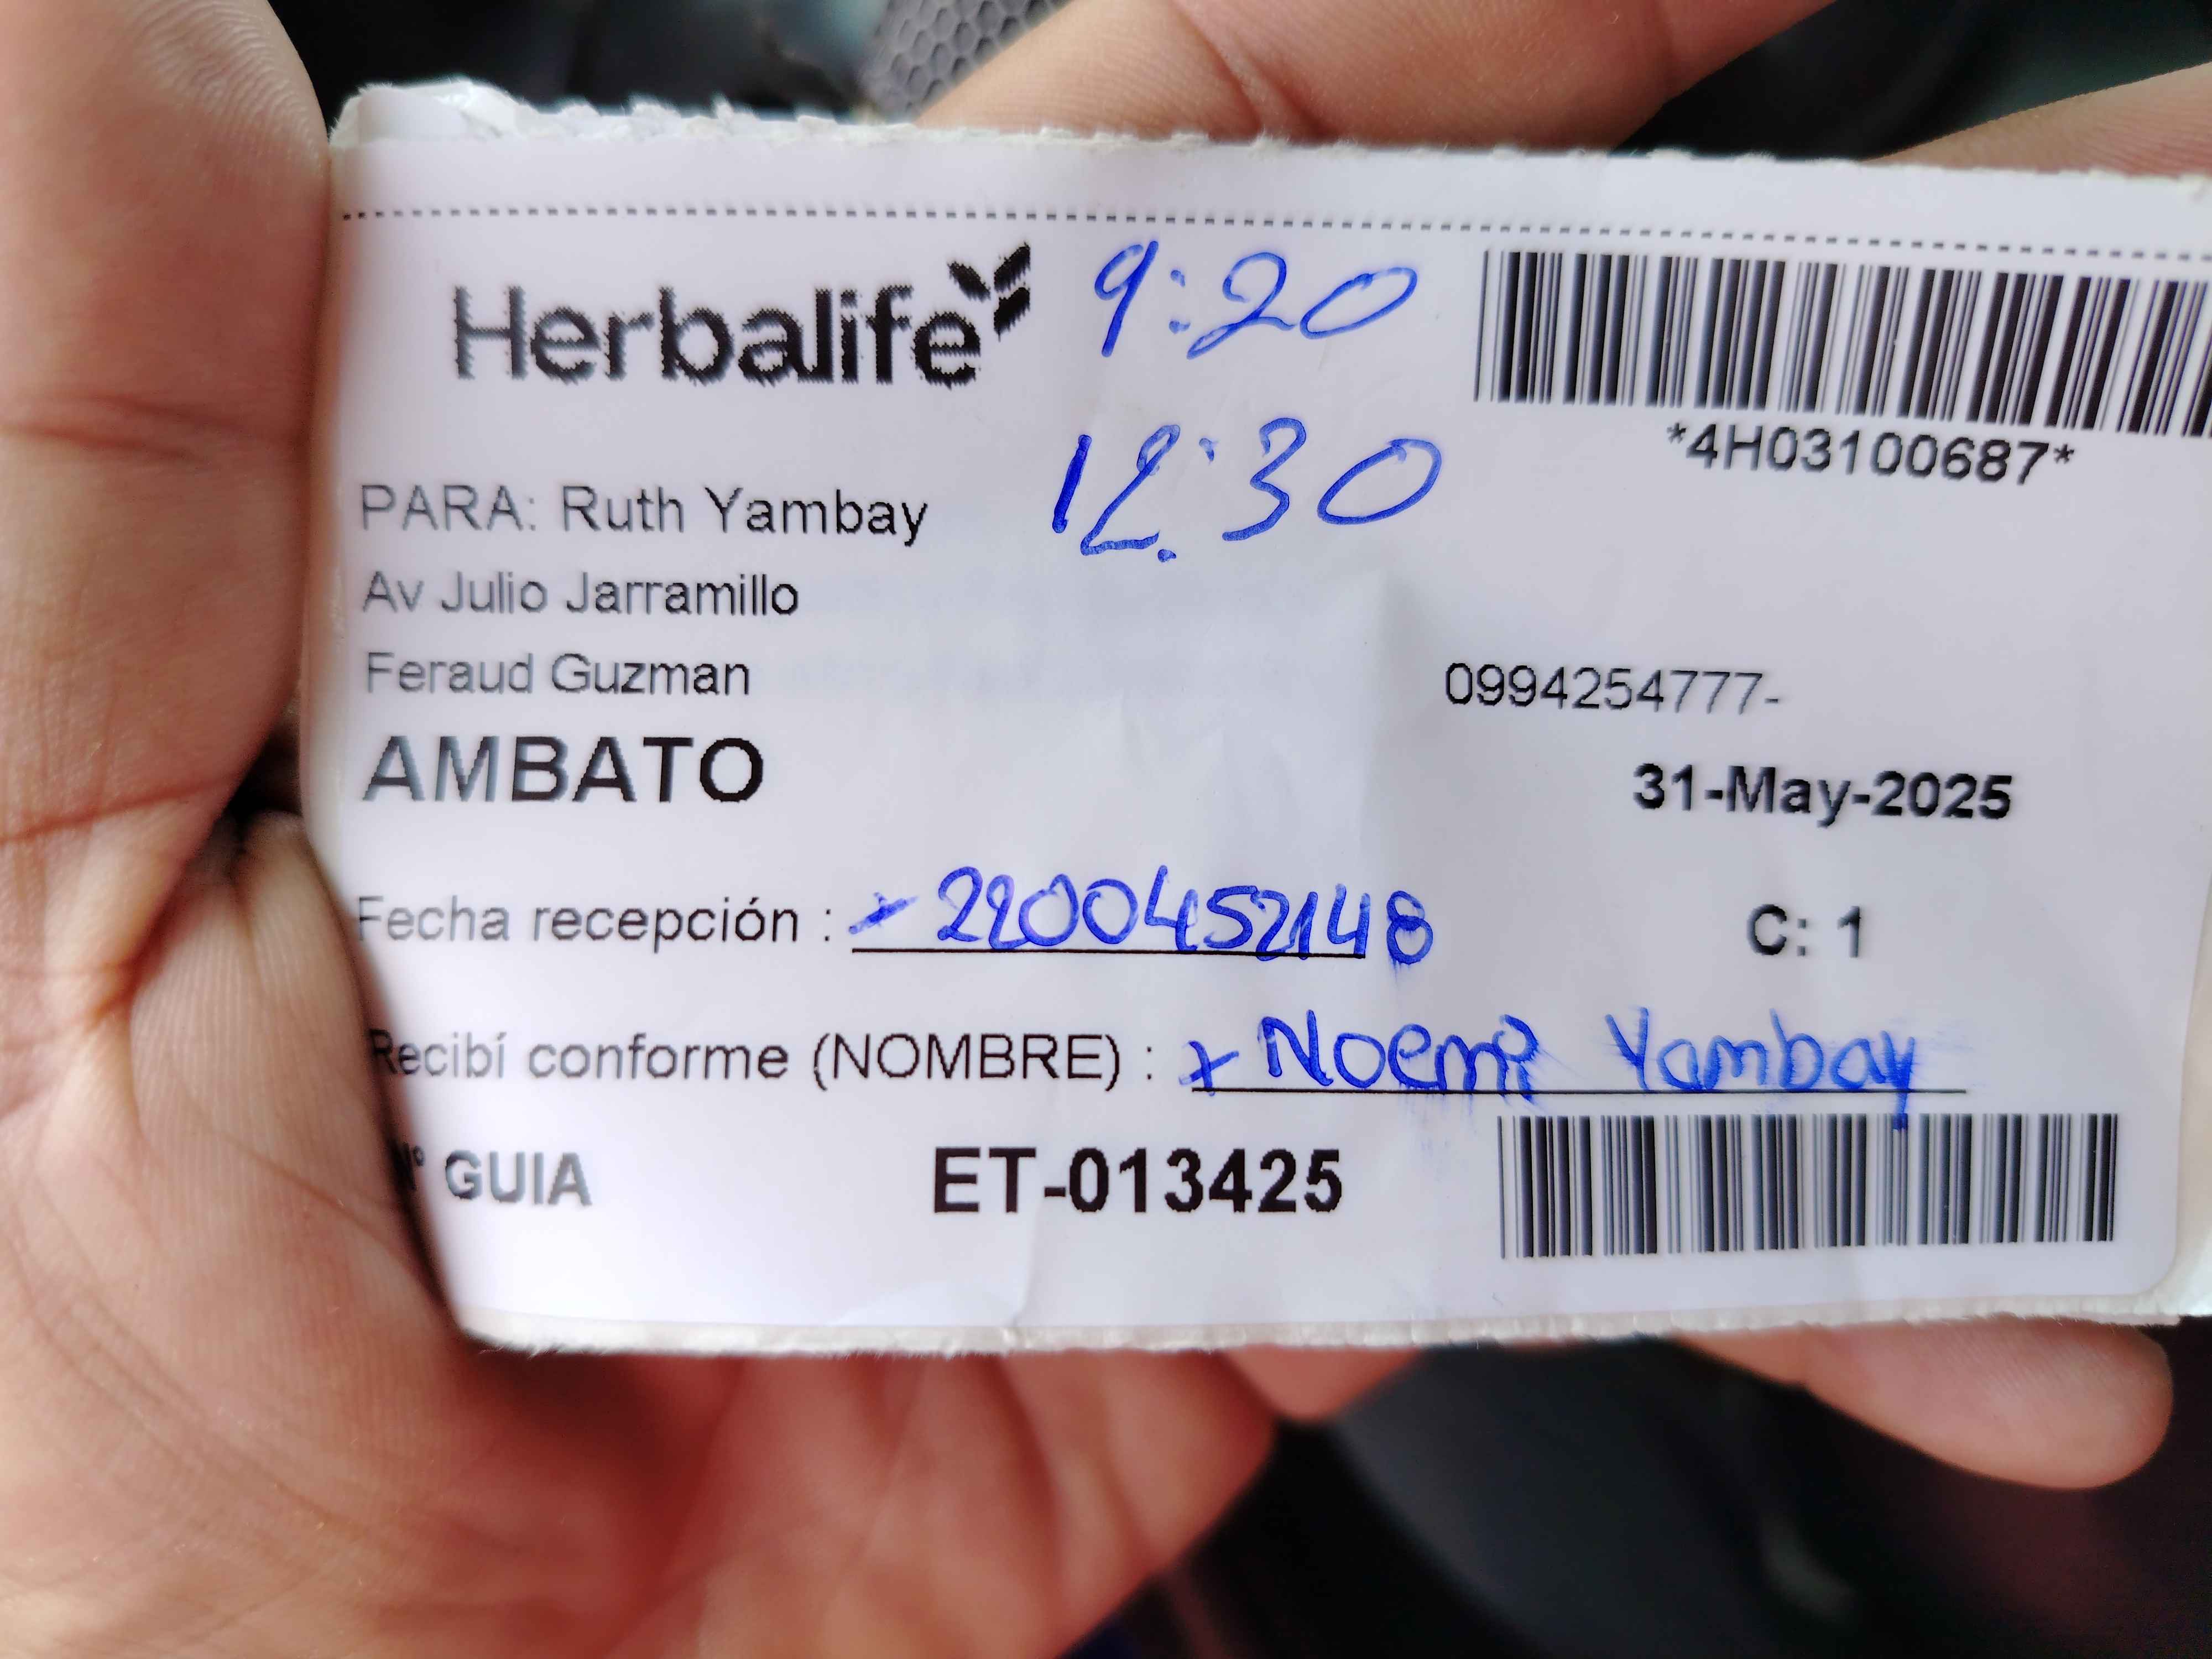 Herbalife
9:20
12:30
*4H03100687*
PARA: Ruth Yambay
Av Julio Jarramillo
Feraud Guzman
0994254777-
AMBATO
31-May-2025
Fecha recepción : x 2200452148
C: 1
Recibí conforme (NOMBRE) : x Noemi Yambay
Nº GUIA ET-013425